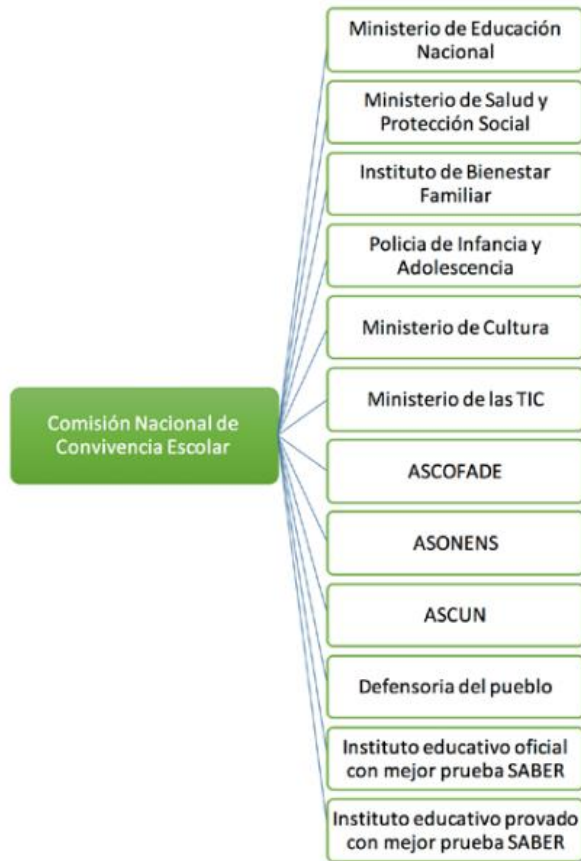 Ministerio de Educación
Nacional
Ministerio de Salud y
Protección Social
Instituto de Bienestar
Familiar
Policia de Infancia y
Adolescencia
Ministerio de Cultura
Comisión Nacional de
Convivencia Escolar
Ministerio de las TIC
ASCOFADE
ASONENS
ASCUN
Defensoria del pueblo
Instituto educativo oficial
con mejor prueba SABER
Instituto educativo provado
con mejor prueba SABER